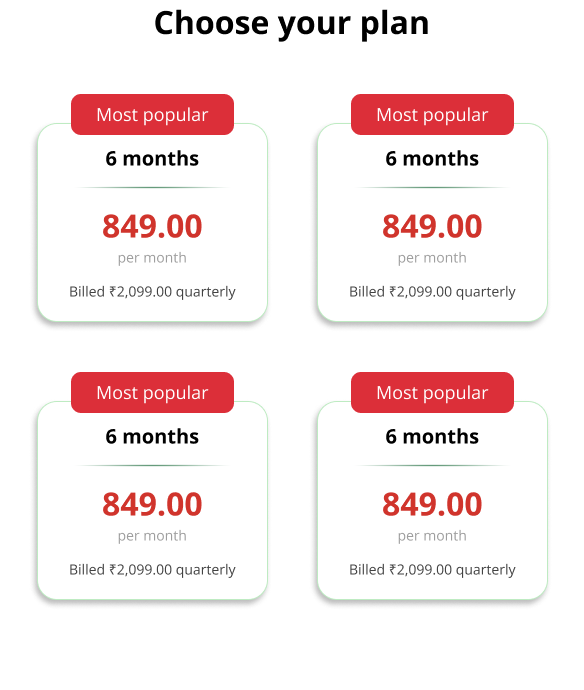 Choose your plan
Most popular
6 months
849.00
per month
Billed ₹2,099.00 quarterly
Most popular
6 months
849.00
per month
Billed ₹2,099.00 quarterly
Most popular
6 months
849.00
per month
Billed ₹2,099.00 quarterly
Most popular
6 months
849.00
per month
Billed ₹2,099.00 quarterly